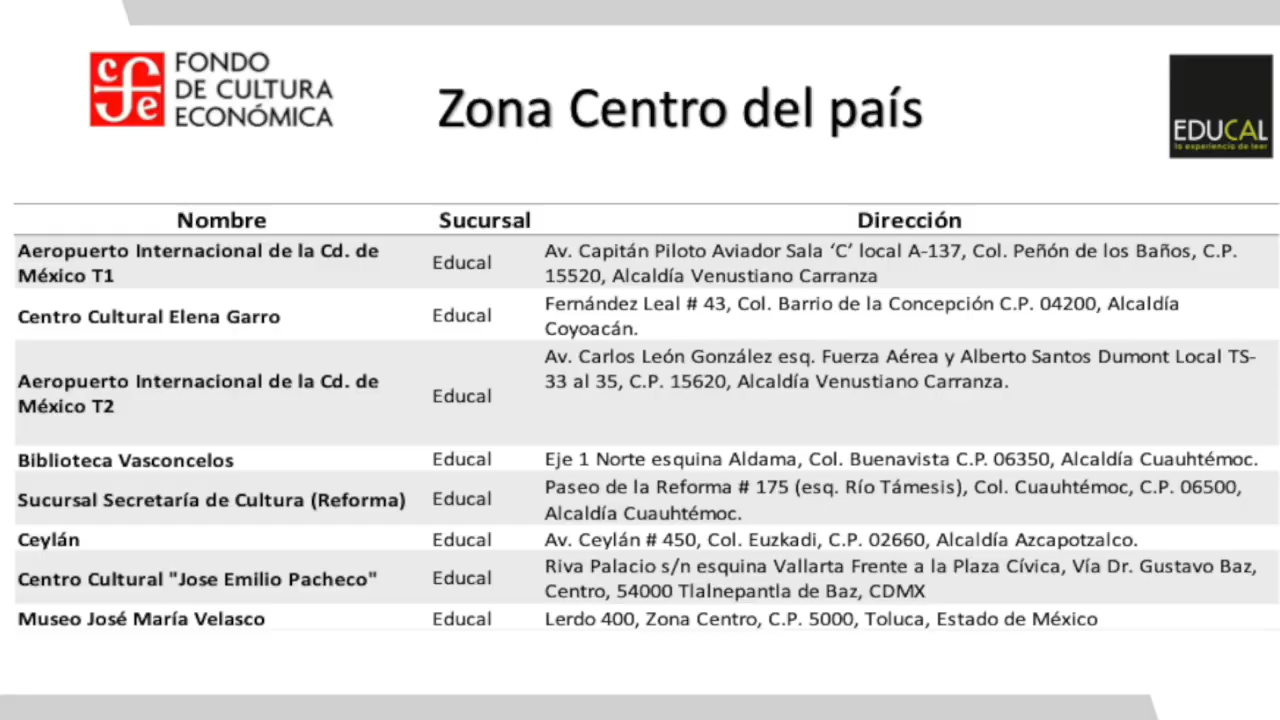 FONDO
DE CULTURA
ECONÓMICA
Zona Centro del país
EDUCAL
la experiencia de leer
Nombre Sucursal Dirección
Aeropuerto Internacional de la Cd. de
México T1
Educal
Av. Capitán Piloto Aviador Sala ‘C’ local A-137, Col. Peñón de los Baños, C.P.
15520, Alcaldía Venustiano Carranza
Centro Cultural Elena Garro
Educal
Fernández Leal # 43, Col. Barrio de la Concepción C.P. 04200, Alcaldía
Coyoacán.
Aeropuerto Internacional de la Cd. de
México T2
Educal
Av. Carlos León González esq. Fuerza Aérea y Alberto Santos Dumont Local TS-
33 al 35, C.P. 15620, Alcaldía Venustiano Carranza.
Biblioteca Vasconcelos
Educal
Eje 1 Norte esquina Aldama, Col. Buenavista C.P. 06350, Alcaldía Cuauhtémoc.
Sucursal Secretaría de Cultura (Reforma)
Educal
Paseo de la Reforma # 175 (esq. Río Támesis), Col. Cuauhtémoc, C.P. 06500,
Alcaldía Cuauhtémoc.
Ceylán
Educal
Av. Ceylán # 450, Col. Euzkadi, C.P. 02660, Alcaldía Azcapotzalco.
Centro Cultural "Jose Emilio Pacheco"
Educal
Riva Palacio s/n esquina Vallarta Frente a la Plaza Cívica, Vía Dr. Gustavo Baz,
Centro, 54000 Tlalnepantla de Baz, CDMX
Museo José María Velasco
Educal
Lerdo 400, Zona Centro, C.P. 5000, Toluca, Estado de México